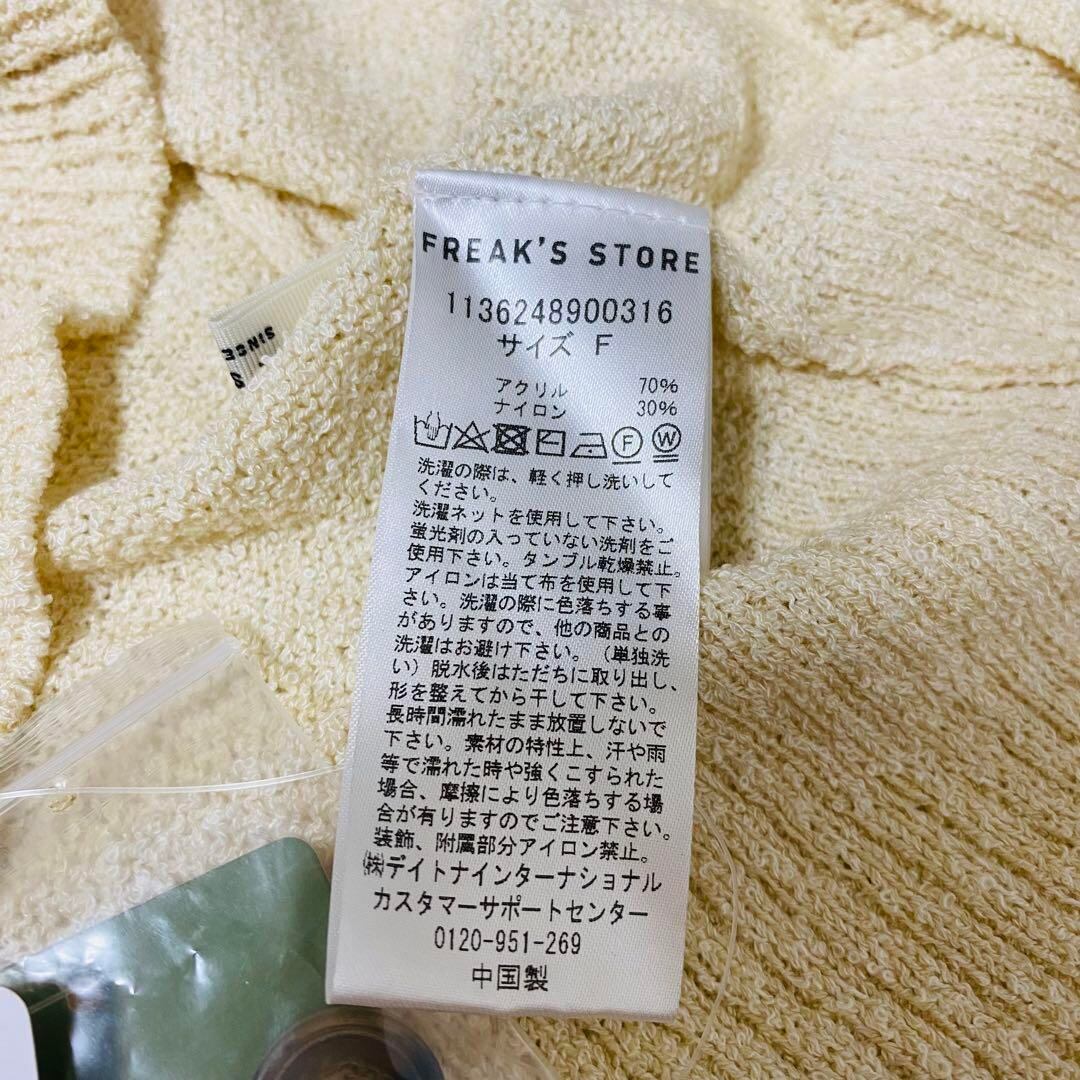 FREAK'S STORE
1136248900316
サイズ F
アクリル 70%
ナイロン 30%
F W
洗濯の際は、軽く押し洗いして
ください。
洗濯ネットを使用して下さい。
蛍光剤の入っていない洗剤をご
使用下さい。タンブル乾燥禁止。
アイロンは当て布を使用して下
さい。洗濯の際に色落ちする事
がありますので、他の商品との
洗濯はお避け下さい。（単独洗
い）脱水後はただちに取り出し、
形を整えてから干して下さい。
長時間濡れたまま放置しないで
下さい。素材の特性上、汗や雨
等で濡れた時や強くこすられた
場合、摩擦により色落ちする場
合が有りますのでご注意下さい。
装飾、附属部分アイロン禁止。
㈱デイトナインターナショナル
カスタマーサポートセンター
0120-951-269
中国製